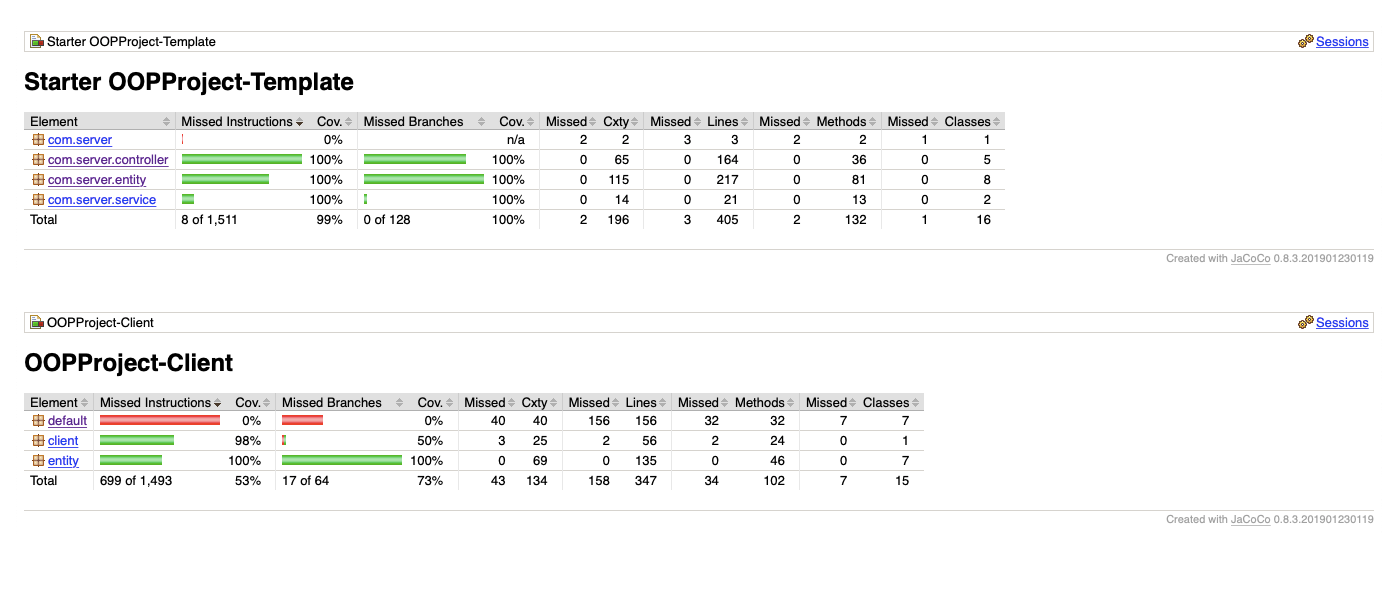 Starter OOPProject-Template Sessions
Starter OOPProject-Template
Element Missed Instructions Cov. Missed Branches Cov. Missed Cxty Missed Lines Missed Methods Missed Classes
com.server 0% n/a 2 2 3 3 2 2 1 1
com.server.controller 100% 100% 0 65 0 164 0 36 0 5
com.server.entity 100% 100% 0 115 0 217 0 81 0 8
com.server.service 100% 100% 0 14 0 21 0 13 0 2
Total 8 of 1,511 99% 0 of 128 100% 2 196 3 405 2 132 1 16
Created with JaCoCo 0.8.3.201901230119
OOPProject-Client Sessions
OOPProject-Client
Element Missed Instructions Cov. Missed Branches Cov. Missed Cxty Missed Lines Missed Methods Missed Classes
default 0% 0% 40 40 156 156 32 32 7 7
client 98% 50% 3 25 2 56 2 24 0 1
entity 100% 100% 0 69 0 135 0 46 0 7
Total 699 of 1,493 53% 17 of 64 73% 43 134 158 347 34 102 7 15
Created with JaCoCo 0.8.3.201901230119